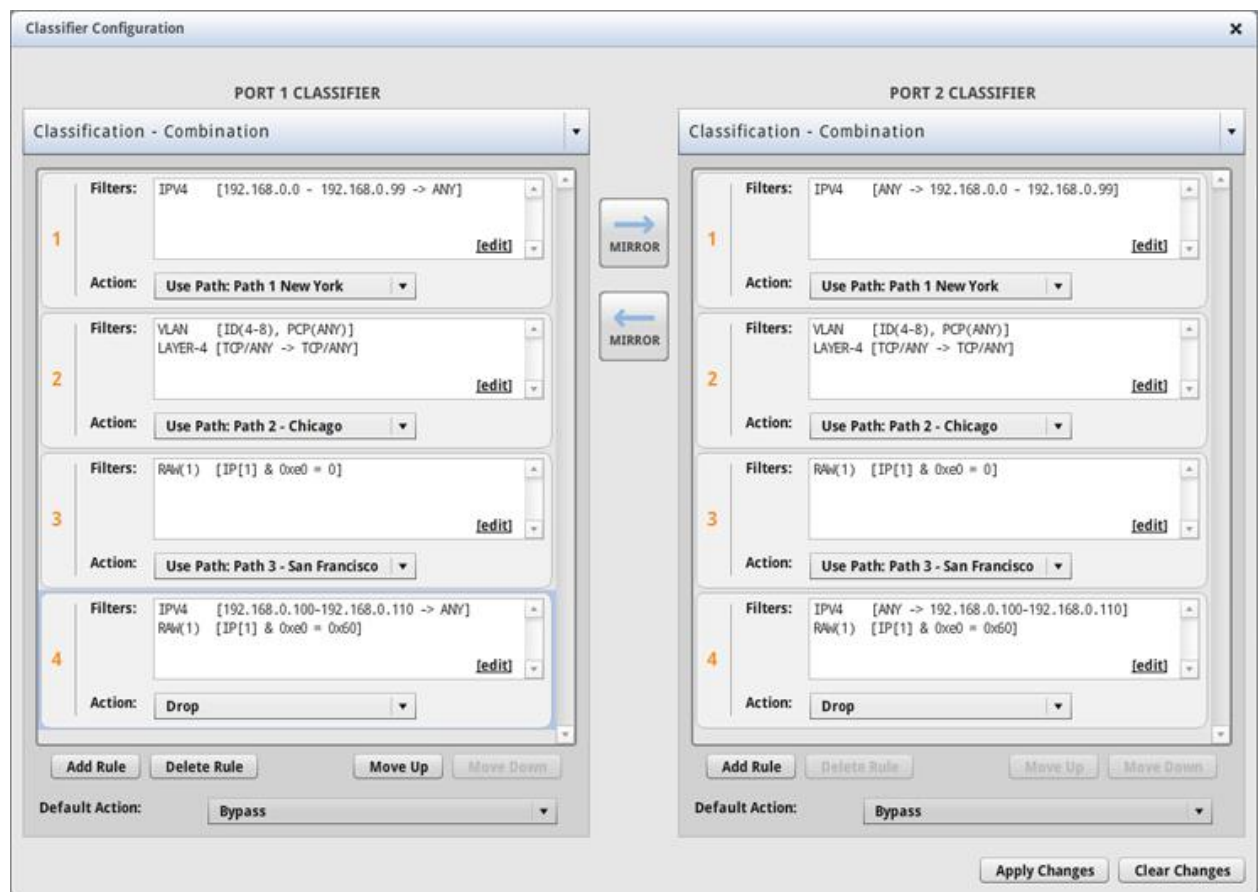 Classifier Configuration
PORT 1 CLASSIFIER
Classification - Combination
1
Filters: IPV4 [192.168.0.0 - 192.168.0.99 -> ANY]
[edit]
Action: Use Path: Path 1 New York
2
Filters: VLAN [ID(4-8), PCP(ANY)]
LAYER-4 [TCP/ANY -> TCP/ANY]
[edit]
Action: Use Path: Path 2 - Chicago
3
Filters: RAW(1) [IP[1] & 0xe0 = 0]
[edit]
Action: Use Path: Path 3 - San Francisco
4
Filters: IPV4 [192.168.0.100-192.168.0.110 -> ANY]
RAW(1) [IP[1] & 0xe0 = 0x60]
[edit]
Action: Drop
Add Rule Delete Rule Move Up Move Down
Default Action: Bypass
MIRROR
MIRROR
PORT 2 CLASSIFIER
Classification - Combination
1
Filters: IPV4 [ANY -> 192.168.0.0 - 192.168.0.99]
[edit]
Action: Use Path: Path 1 New York
2
Filters: VLAN [ID(4-8), PCP(ANY)]
LAYER-4 [TCP/ANY -> TCP/ANY]
[edit]
Action: Use Path: Path 2 - Chicago
3
Filters: RAW(1) [IP[1] & 0xe0 = 0]
[edit]
Action: Use Path: Path 3 - San Francisco
4
Filters: IPV4 [ANY -> 192.168.0.100-192.168.0.110]
RAW(1) [IP[1] & 0xe0 = 0x60]
[edit]
Action: Drop
Add Rule Delete Rule Move Up Move Down
Default Action: Bypass
Apply Changes Clear Changes